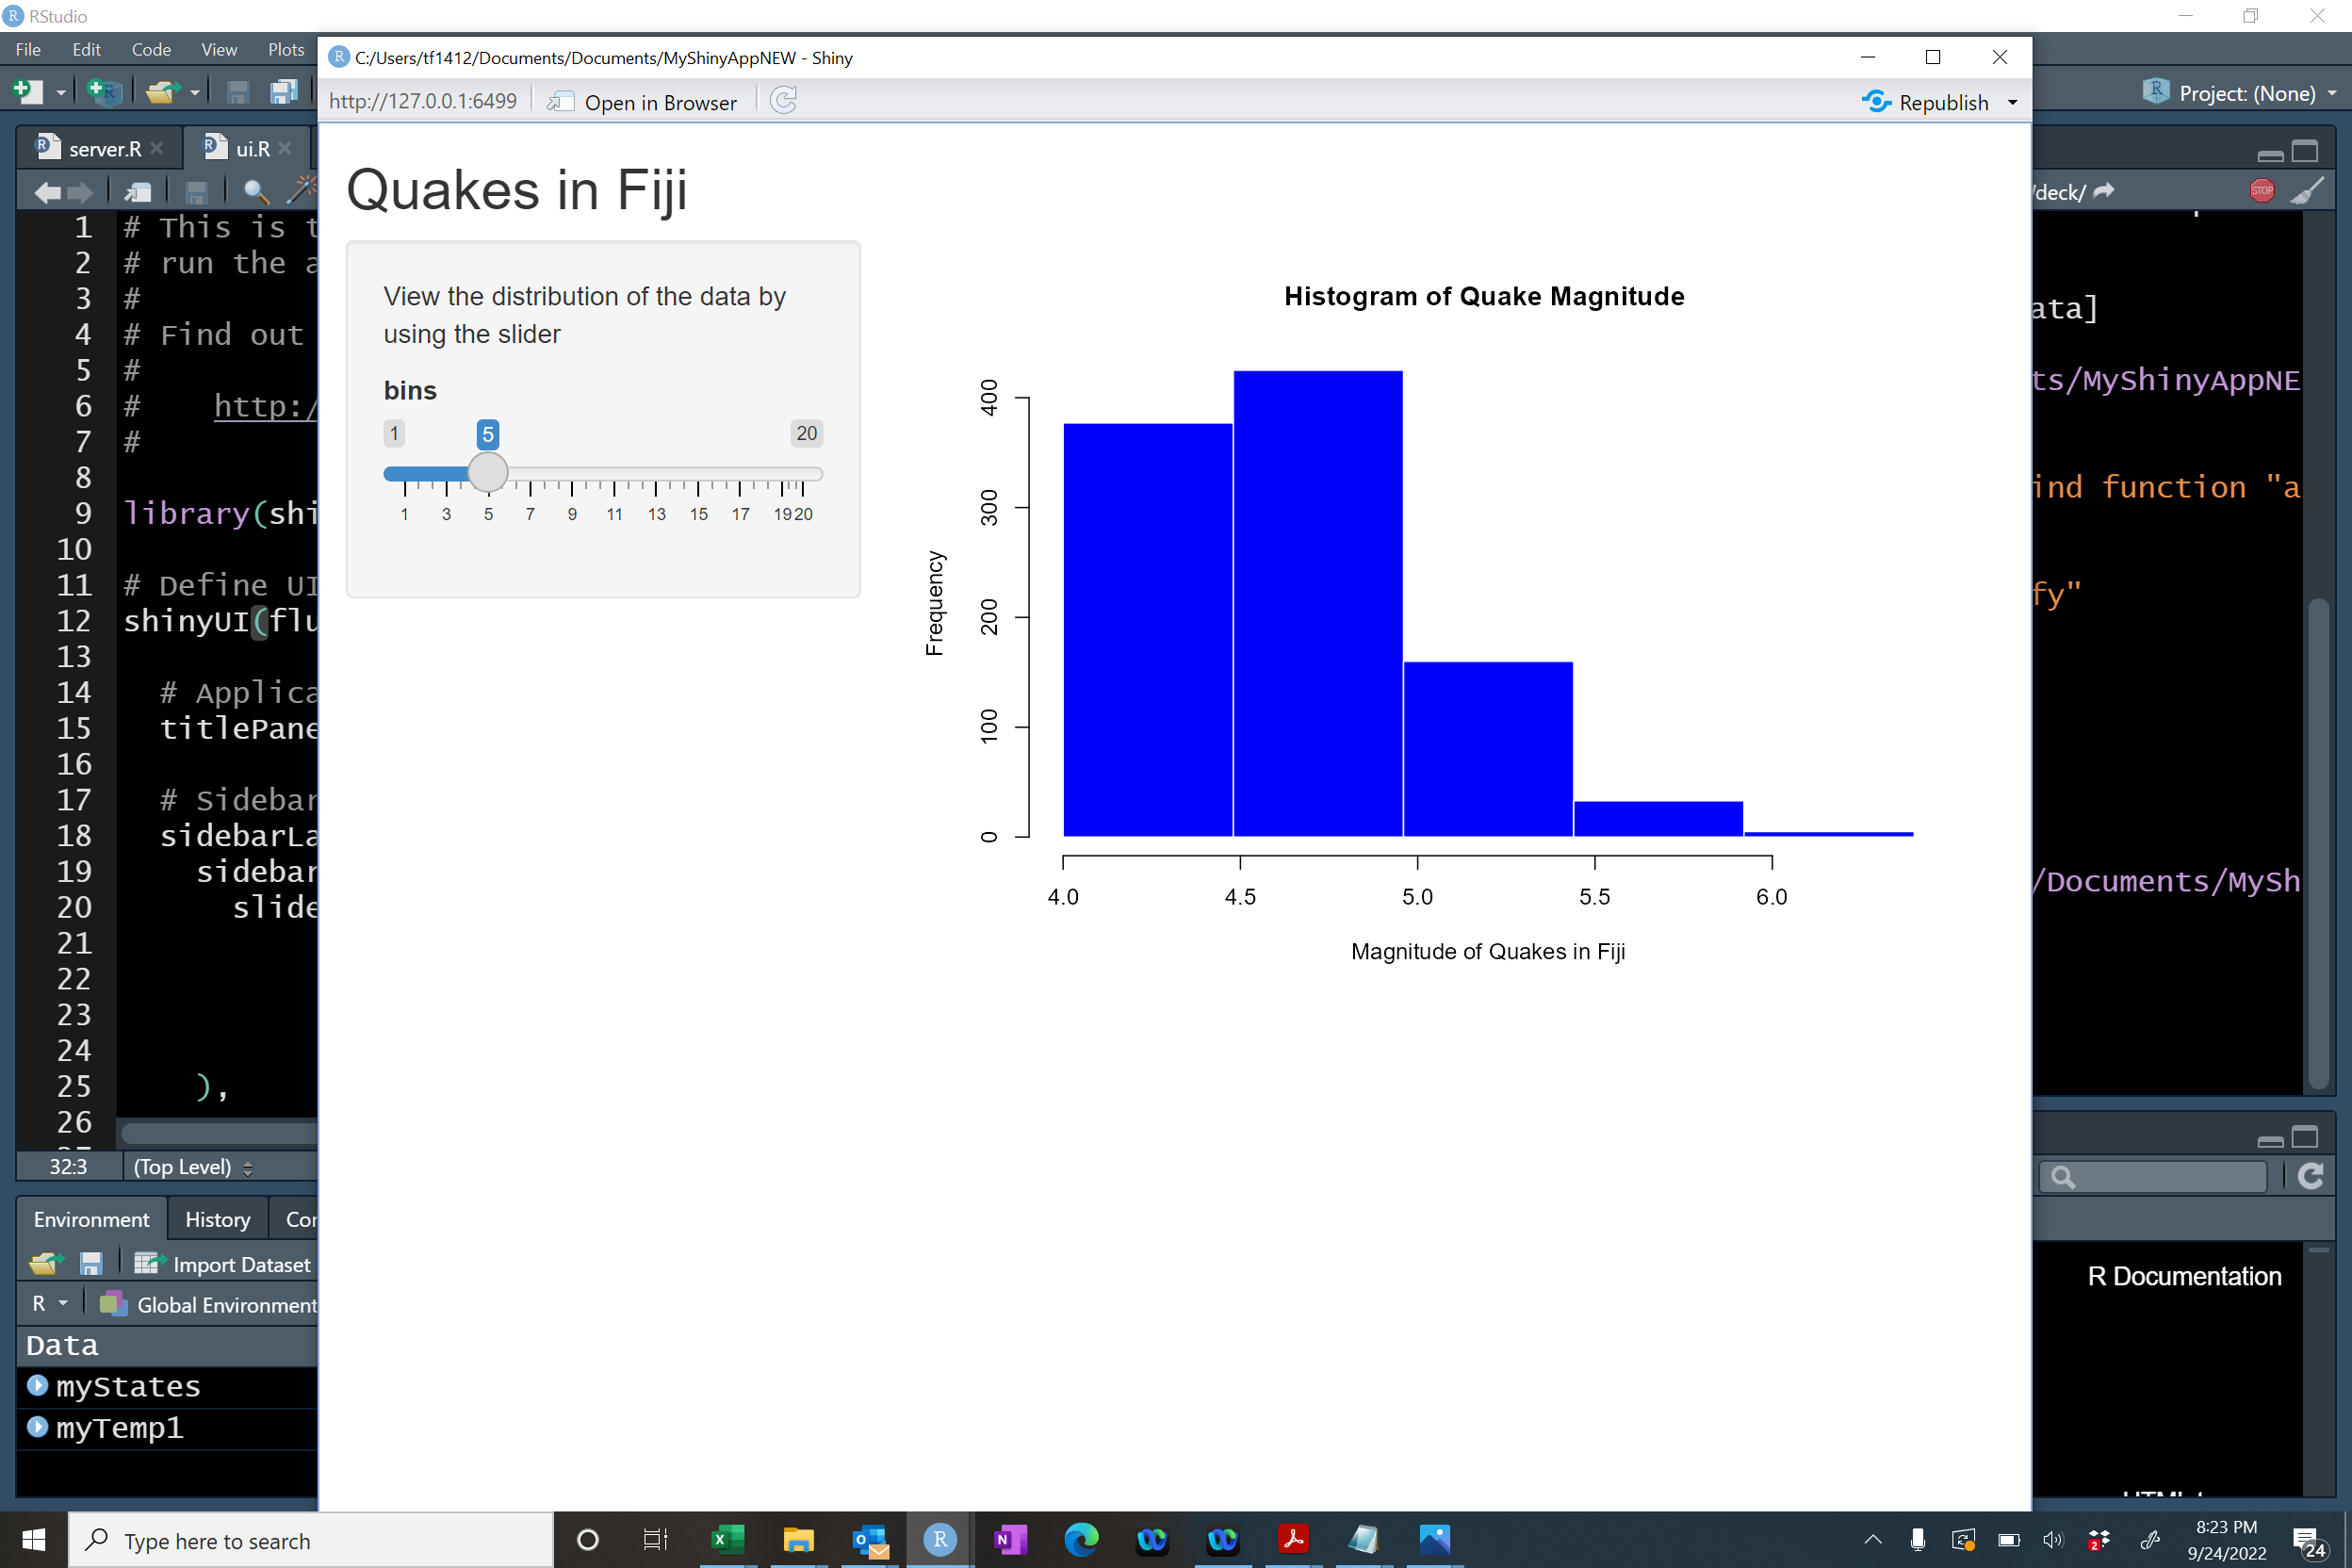 RStudio
File Edit Code View Plots
Project: (None)
server.R
ui.R
1 # This is t
2 # run the a
3 #
4 # Find out
5 #
6 # http:/
7 #
8
9 library(shi
10
11 # Define UI
12 shinyUI(flu
13
14 # Applica
15 titlePane
16
17 # Sidebar
18 sidebarLa
19 sidebar
20 slide
21
22
23
24
25 ),
26
32:3 (Top Level)
Environment History Cor
Import Dataset
R Global Environment
Data
myStates
myTemp1
C:/Users/tf1412/Documents/Documents/MyShinyAppNEW - Shiny
http://127.0.0.1:6499 Open in Browser Republish
Quakes in Fiji
View the distribution of the data by
using the slider
bins
1 5 20
1 3 5 7 9 11 13 15 17 19 20
Histogram of Quake Magnitude
Frequency
400
300
200
100
0
4.0 4.5 5.0 5.5 6.0
Magnitude of Quakes in Fiji
/deck/
STOP
ata]
ts/MyShinyAppNE
ind function "a
fy"
/Documents/MySh
R Documentation
Type here to search
8:23 PM
9/24/2022
2
24